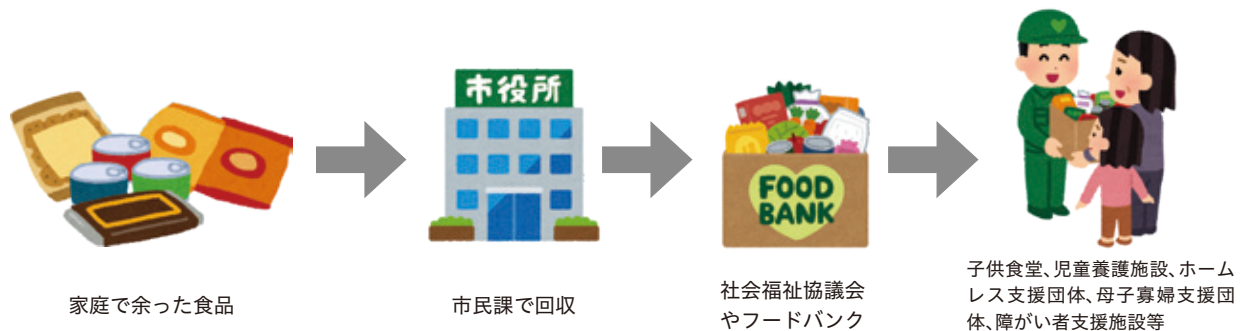 市役所
FOOD
BANK
家庭で余った食品
市民課で回収
社会福祉協議会
やフードバンク
子供食堂、児童養護施設、ホーム
レス支援団体、母子寡婦支援団
体、障がい者支援施設等